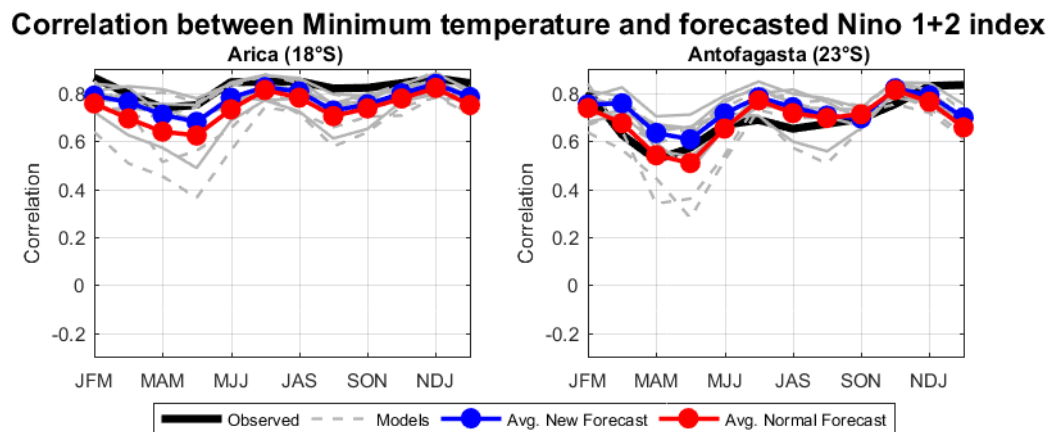 Correlation between Minimum temperature and forecasted Nino 1+2 index
Arica (18°S)
Correlation
0.8
0.6
0.4
0.2
0
-0.2
JFM MAM MJJ JAS SON NDJ
Antofagasta (23°S)
Correlation
0.8
0.6
0.4
0.2
0
-0.2
JFM MAM MJJ JAS SON NDJ
Observed Models Avg. New Forecast Avg. Normal Forecast